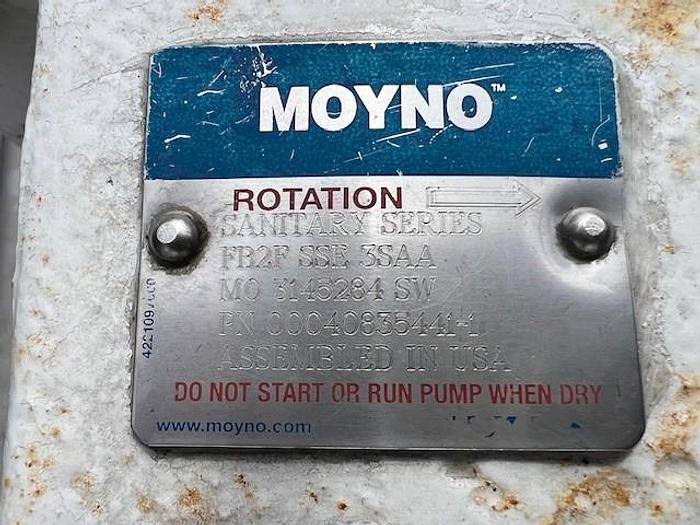 MOYNO™
ROTATION
SANITARY SERIES
FB2F SSE 3SAA
MO 3145284 SW
PN 00040835441-1
ASSEMBLED IN USA
DO NOT START OR RUN PUMP WHEN DRY
www.moyno.com